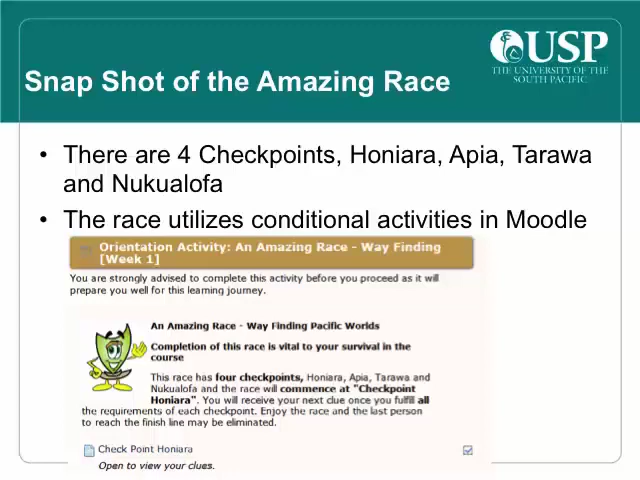 USP
THE UNIVERSITY OF THE
SOUTH PACIFIC
Snap Shot of the Amazing Race
• There are 4 Checkpoints, Honiara, Apia, Tarawa
and Nukualofa
• The race utilizes conditional activities in Moodle
Orientation Activity: An Amazing Race - Way Finding
[Week 1]
You are strongly advised to complete this activity before you proceed as it will
prepare you well for this learning journey.
An Amazing Race - Way Finding Pacific Worlds
Completion of this race is vital to your survival in the
course
This race has four checkpoints, Honiara, Apia, Tarawa and
Nukualofa and the race will commence at "Checkpoint
Honiara". You will receive your next clue once you fulfill all
the requirements of each checkpoint. Enjoy the race and the last person
to reach the finish line may be eliminated.
Check Point Honiara
Open to view your clues.